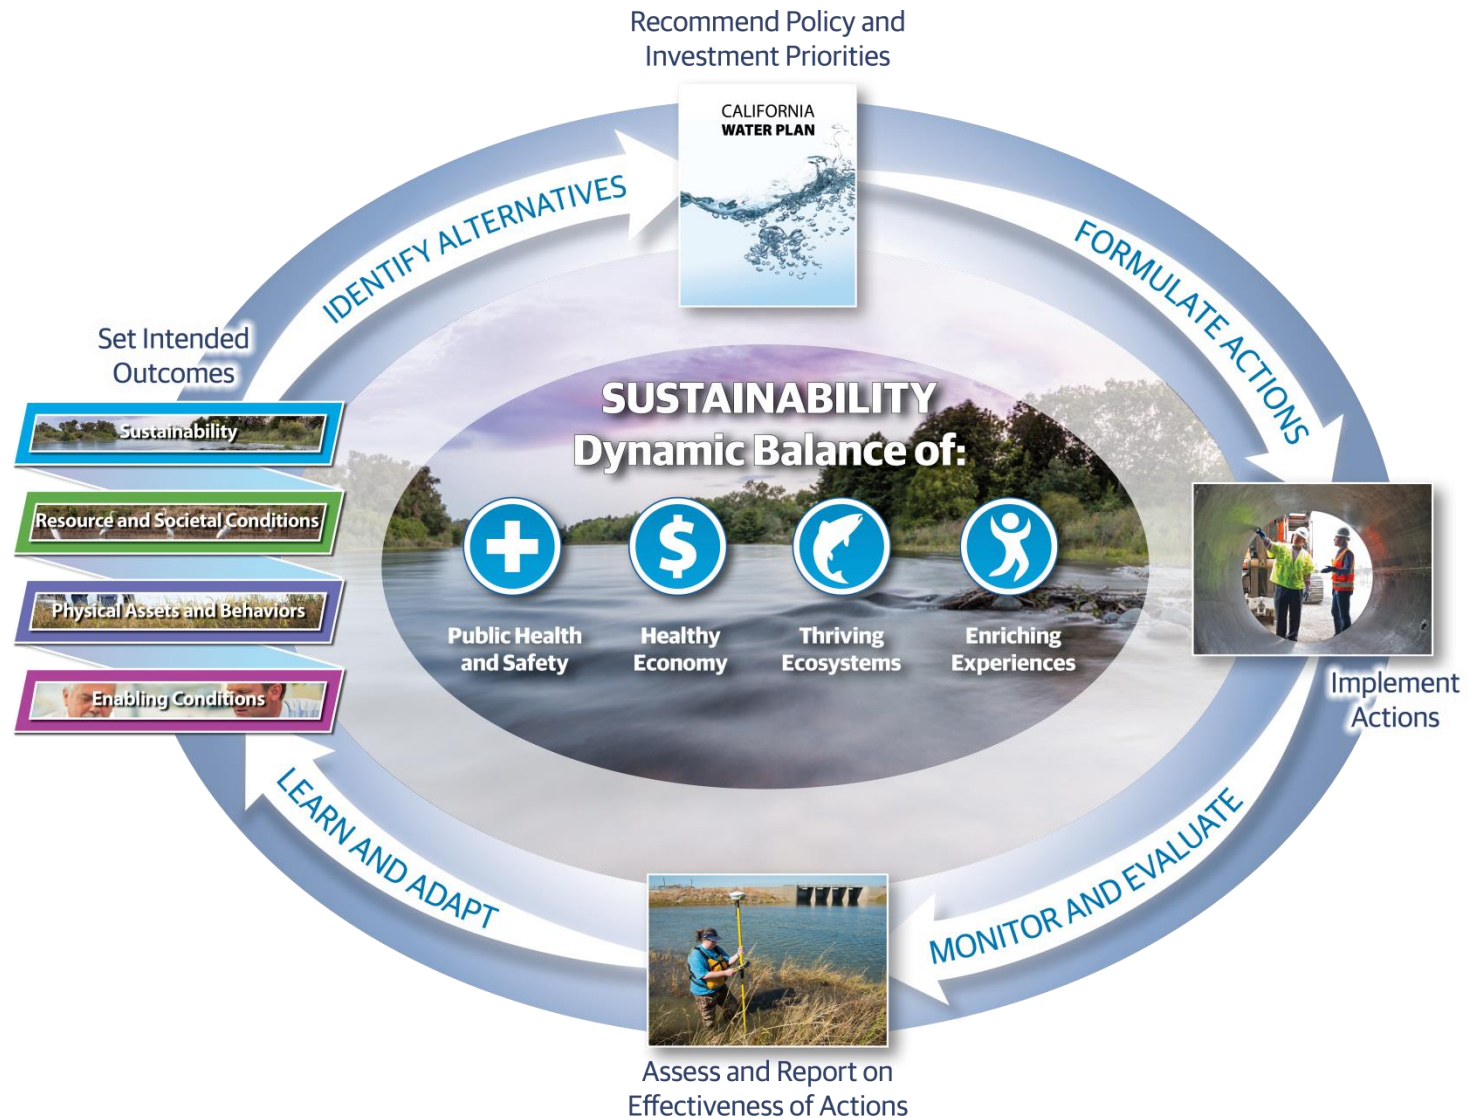 Recommend Policy and
Investment Priorities
CALIFORNIA
WATER PLAN
IDENTIFY ALTERNATIVES
FORMULATE ACTIONS
Set Intended
Outcomes
Sustainability
Resource and Societal Conditions
Physical Assets and Behaviors
Enabling Conditions
SUSTAINABILITY
Dynamic Balance of:
$
Public Health
and Safety
Healthy
Economy
Thriving
Ecosystems
Enriching
Experiences
Implement
Actions
LEARN AND ADAPT
MONITOR AND EVALUATE
Assess and Report on
Effectiveness of Actions